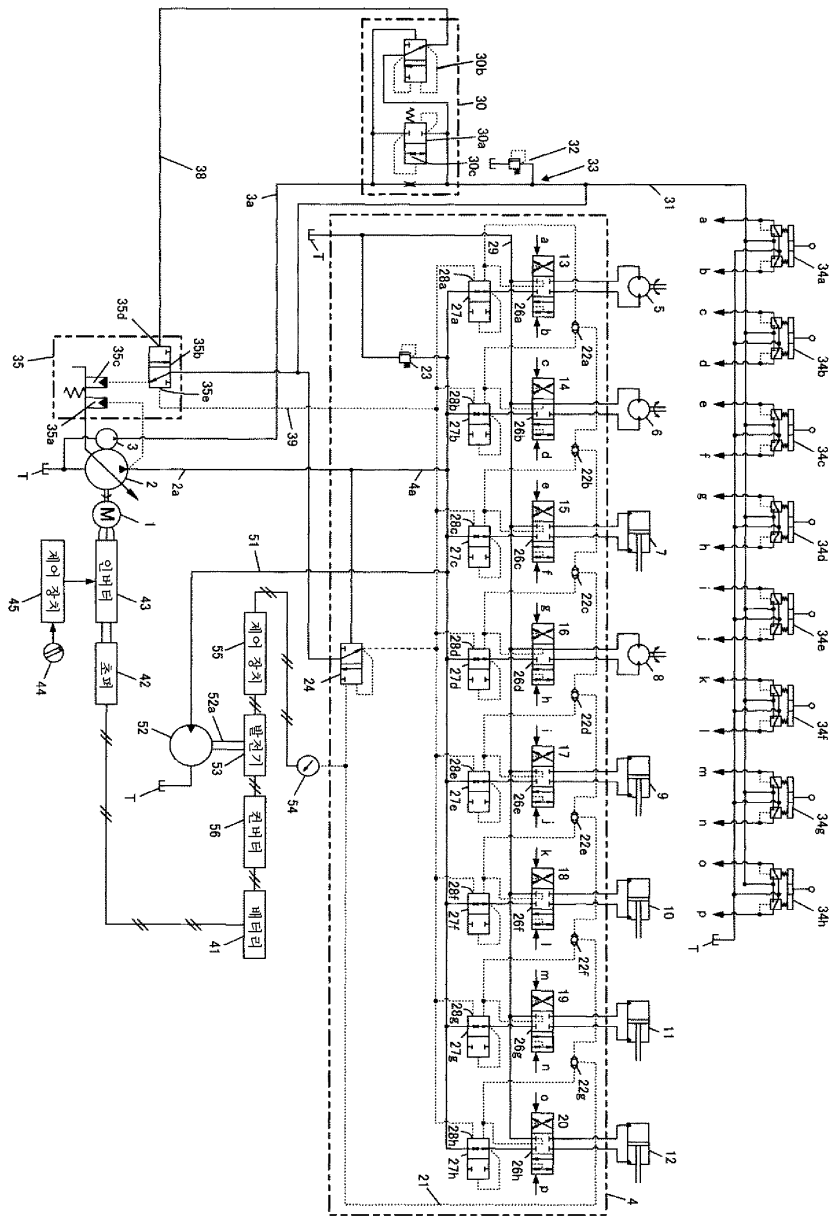 30b
30
30a
30c
32
33
38
3a
31
34a
34b
34c
34d
34e
34f
34g
34h
a
b
c
d
e
f
g
h
i
j
k
l
m
n
o
p
T
T
29
a
13
b
26a
5
c
14
d
26b
6
e
15
f
26c
7
g
16
h
26d
8
i
17
j
26e
9
k
18
l
26f
10
m
19
n
26g
11
o
20
p
26h
12
22a
22b
22c
22d
22e
22f
22g
28a
27a
28b
27b
28c
27c
28d
27d
28e
27e
28f
27f
28g
27g
28h
27h
23
24
21
4
35d
35b
35
35c
35e
35a
39
3
2
T
2a
4a
1
M
51
제어 장치
45
인버터
43
44
초퍼
42
제어 장치
55
52
52a
발전기
53
54
T
컨버터
56
배터리
41